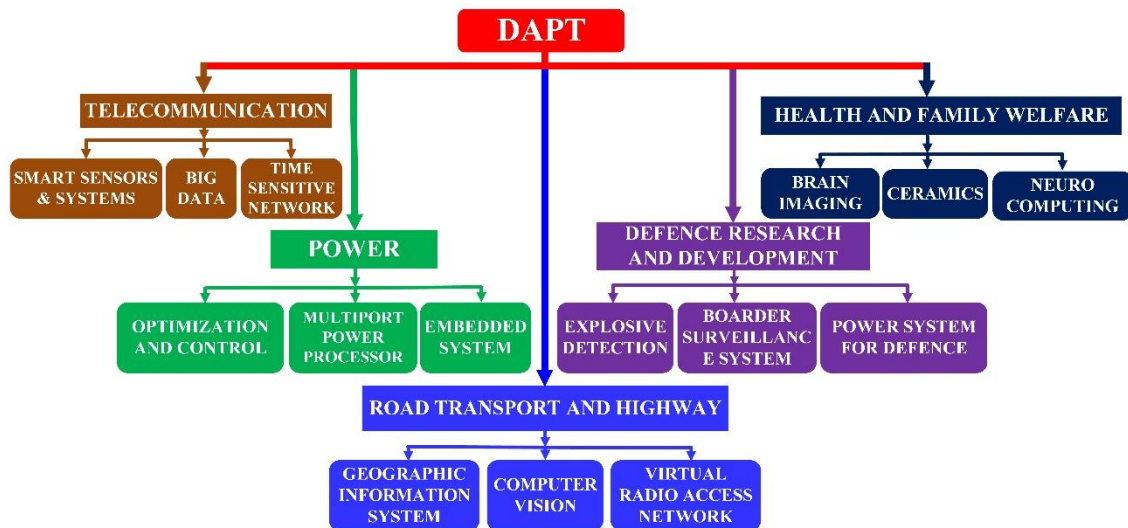 DAPT
TELECOMMUNICATION
SMART SENSORS
& SYSTEMS
BIG
DATA
TIME
SENSITIVE
NETWORK
HEALTH AND FAMILY WELFARE
BRAIN
IMAGING
CERAMICS
NEURO
COMPUTING
POWER
OPTIMIZATION
AND CONTROL
MULTIPORT
POWER
PROCESSOR
EMBEDDED
SYSTEM
DEFENCE RESEARCH
AND DEVELOPMENT
EXPLOSIVE
DETECTION
BOARDER
SURVEILLANC
E SYSTEM
POWER SYSTEM
FOR DEFENCE
ROAD TRANSPORT AND HIGHWAY
GEOGRAPHIC
INFORMATION
SYSTEM
COMPUTER
VISION
VIRTUAL
RADIO ACCESS
NETWORK